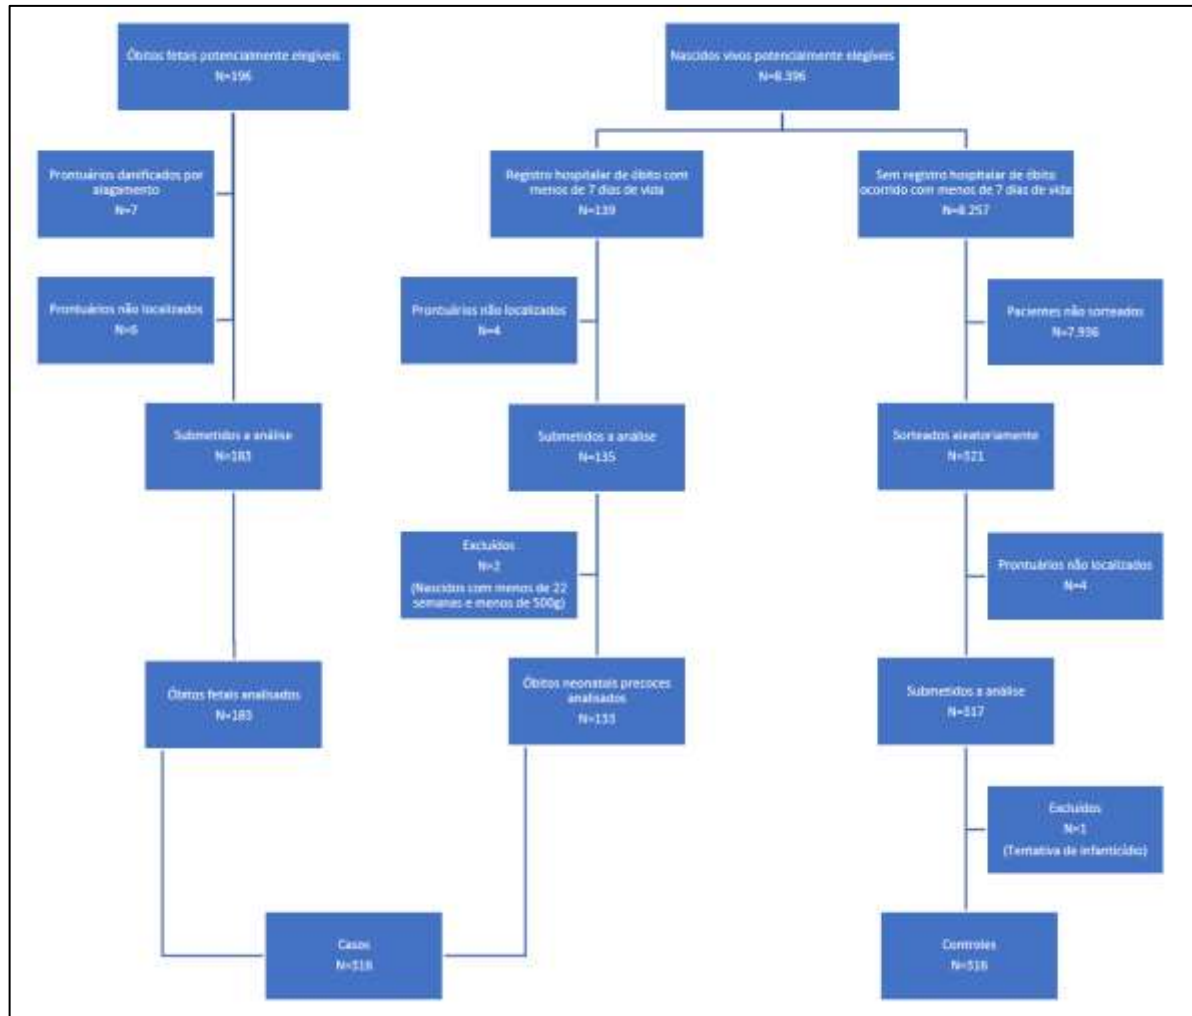 Óbitos fetais potencialmente elegíveis
N=196
Prontuários danificados por
alagamento
N=7
Prontuários não localizados
N=6
Submetidos a análise
N=183
Óbitos fetais analisados
N=183
Nascidos vivos potencialmente elegíveis
N=8.396
Registro hospitalar de óbito com
menos de 7 dias de vida
N=139
Prontuários não localizados
N=4
Submetidos a análise
N=135
Excluídos
N=2
(Nascidos com menos de 22
semanas e menos de 500g)
Óbitos neonatais precoces
analisados
N=133
Casos
N=316
Sem registro hospitalar de óbito
ocorrido com menos de 7 dias de vida
N=8.257
Pacientes não sorteados
N=7.936
Sorteados aleatoriamente
N=321
Prontuários não localizados
N=4
Submetidos a análise
N=317
Excluídos
N=1
(Tentativa de infanticídio)
Controles
N=316